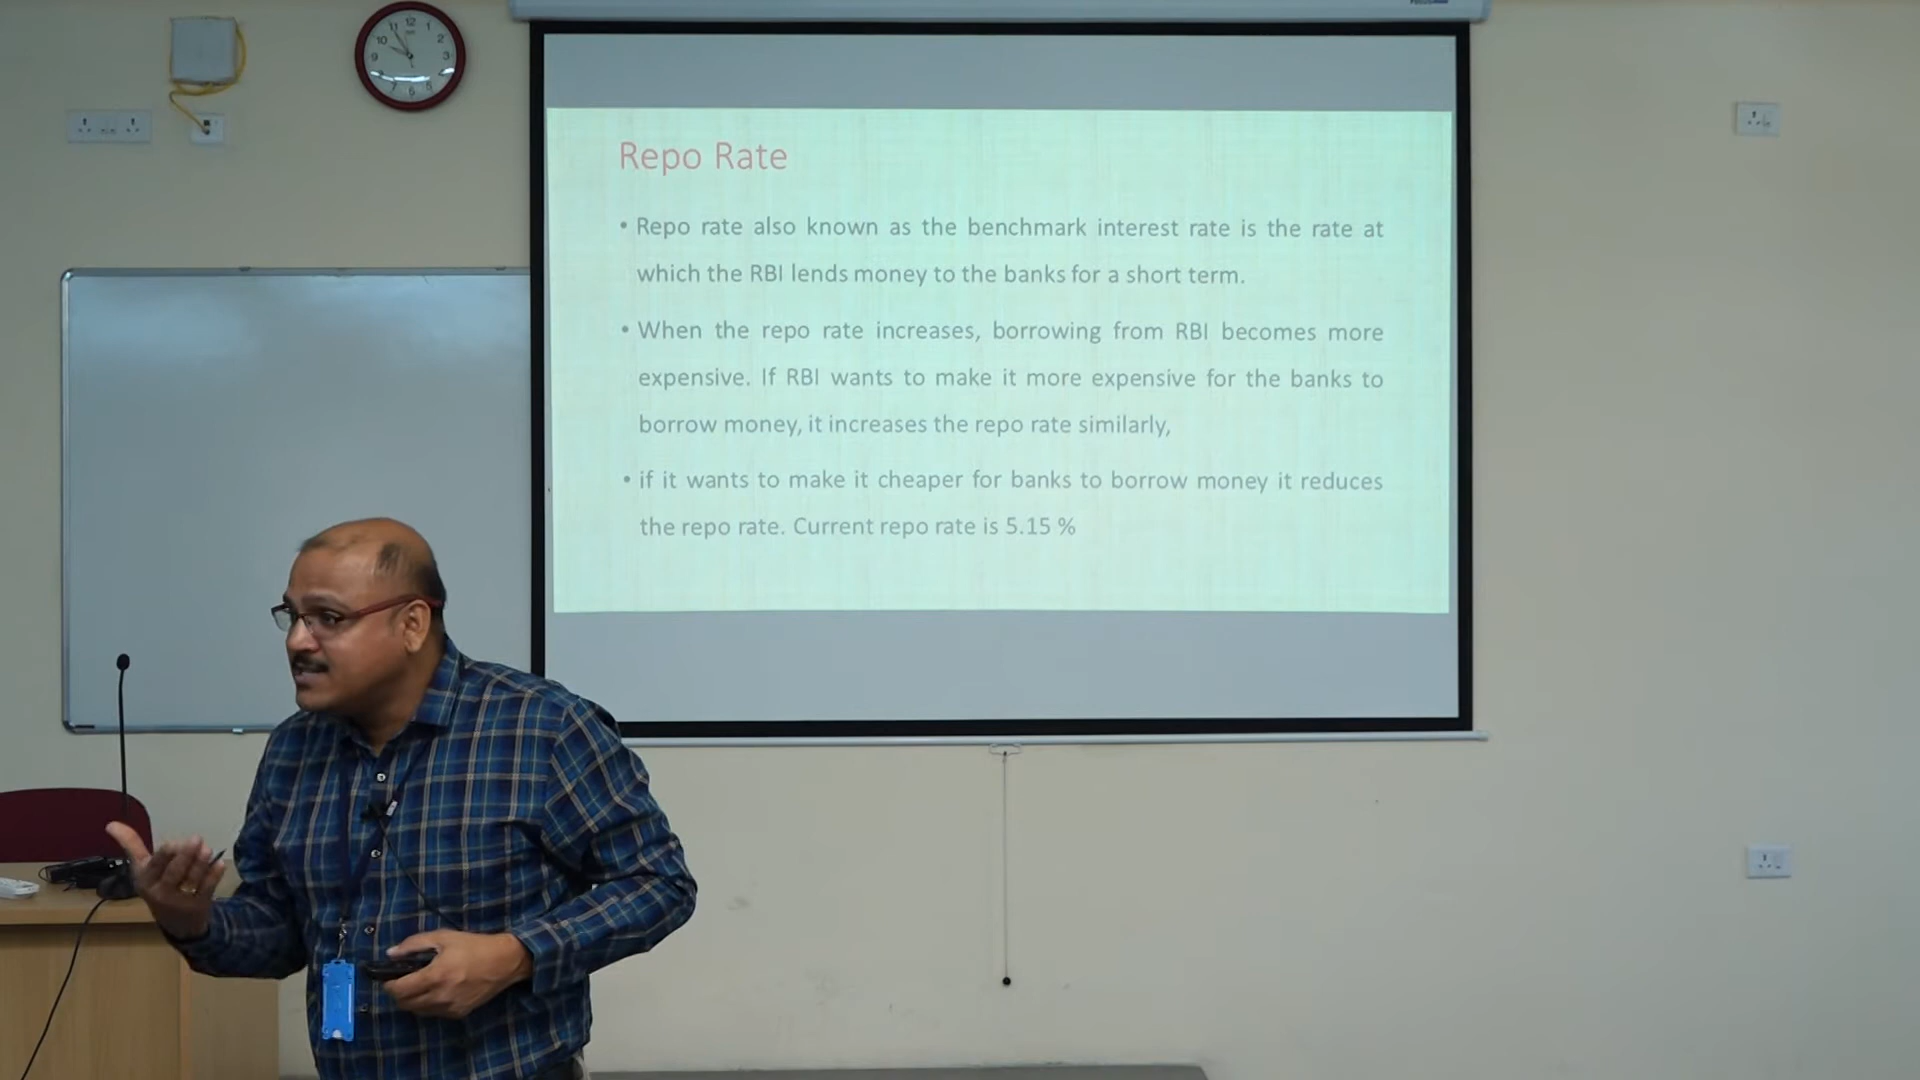 Repo Rate
• Repo rate also known as the benchmark interest rate is the rate at
which the RBI lends money to the banks for a short term.
• When the repo rate increases, borrowing from RBI becomes more
expensive. If RBI wants to make it more expensive for the banks to
borrow money, it increases the repo rate similarly,
• if it wants to make it cheaper for banks to borrow money it reduces
the repo rate. Current repo rate is 5.15 %